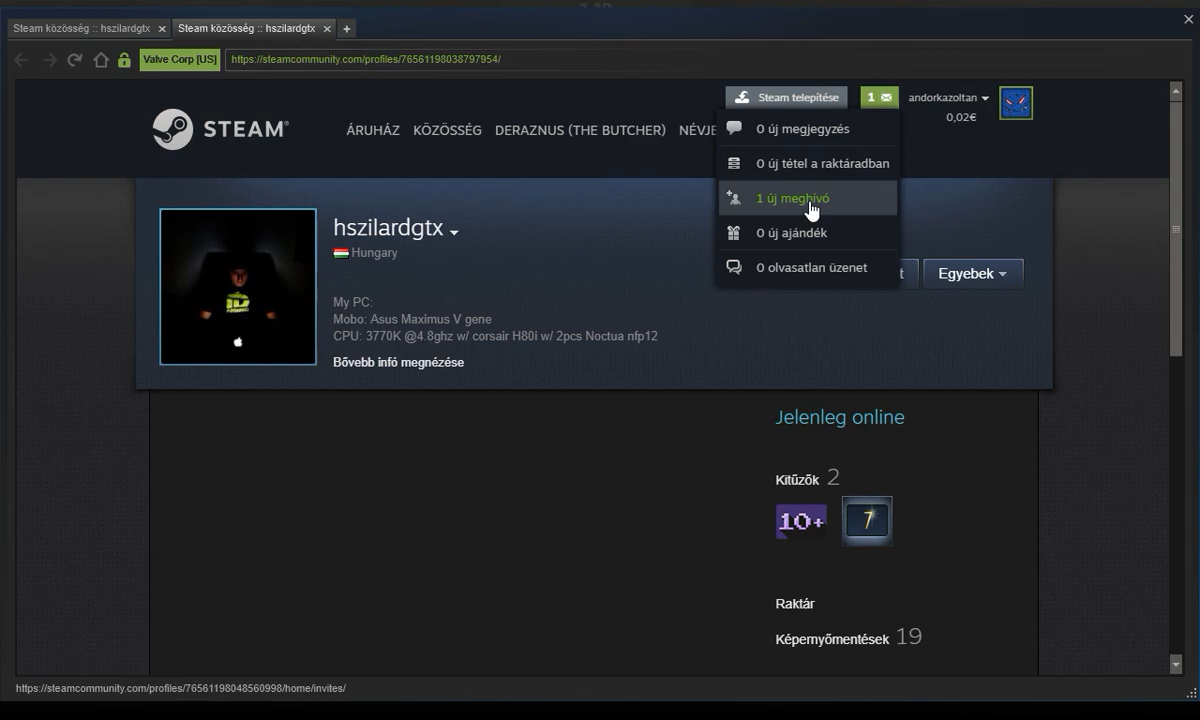 Steam közösség :: hszilardgtx
Steam közösség :: hszilardgtx
Valve Corp [US]
https://steamcommunity.com/profiles/76561198038797954/
Steam telepítése
1
andorkazoltan
0,02€
STEAM®
ÁRUHÁZ KÖZÖSSÉG DERAZNUS (THE BUTCHER) NÉVJE
0 új megjegyzés
0 új tétel a raktáradban
1 új meghívó
0 új ajándék
0 olvasatlan üzenet
hszilardgtx
Hungary
t
Egyebek
My PC:
Mobo: Asus Maximus V gene
CPU: 3770K @4.8ghz w/ corsair H80i w/ 2pcs Noctua nfp12
Bővebb infó megnézése
Jelenleg online
Kitűzők 2
10+
7
Raktár
Képernyőmentések 19
https://steamcommunity.com/profiles/76561198048560998/home/invites/